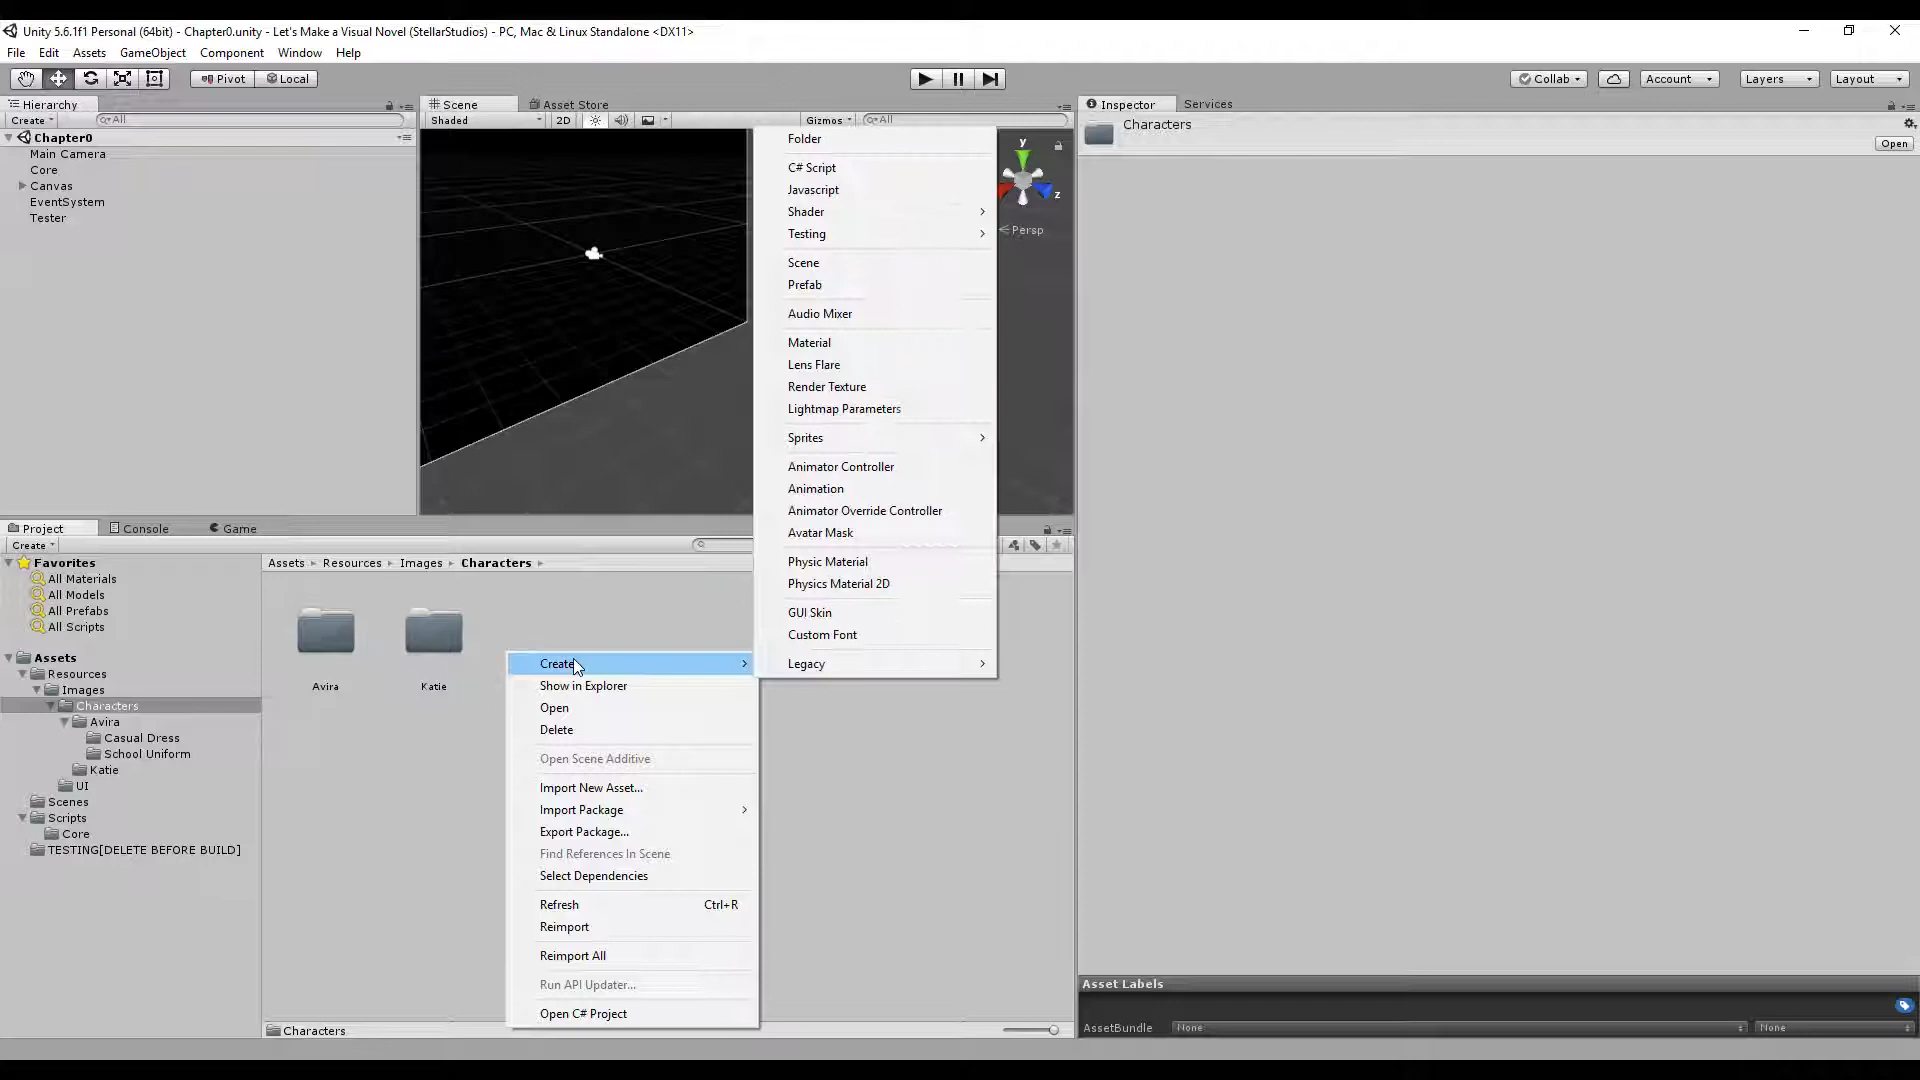 Unity 5.6.1f1 Personal (64bit) - Chapter0.unity - Let's Make a Visual Novel (StellarStudios) - PC, Mac & Linux Standalone <DX11>
File Edit Assets GameObject Component Window Help
Pivot Local Collab Account Layers Layout
Hierarchy
Create All
Chapter0
Main Camera
Core
Canvas
EventSystem
Tester
Scene Asset Store
Shaded 2D Gizmos All
y
z
Persp
Folder
C# Script
Javascript
Shader
Testing
Scene
Prefab
Audio Mixer
Material
Lens Flare
Render Texture
Lightmap Parameters
Sprites
Animator Controller
Animation
Animator Override Controller
Avatar Mask
Physic Material
Physics Material 2D
GUI Skin
Custom Font
Legacy
Inspector Services
Characters
Open
Project Console Game
Create
Favorites
All Materials
All Models
All Prefabs
All Scripts
Assets
Resources
Images
Characters
Avira
Casual Dress
School Uniform
Katie
UI
Scenes
Scripts
Core
TESTING[DELETE BEFORE BUILD]
Assets Resources Images Characters
Avira Katie
Create
Show in Explorer
Open
Delete
Open Scene Additive
Import New Asset...
Import Package
Export Package...
Find References In Scene
Select Dependencies
Refresh Ctrl+R
Reimport
Reimport All
Run API Updater...
Open C# Project
Characters
Asset Labels
AssetBundle None None